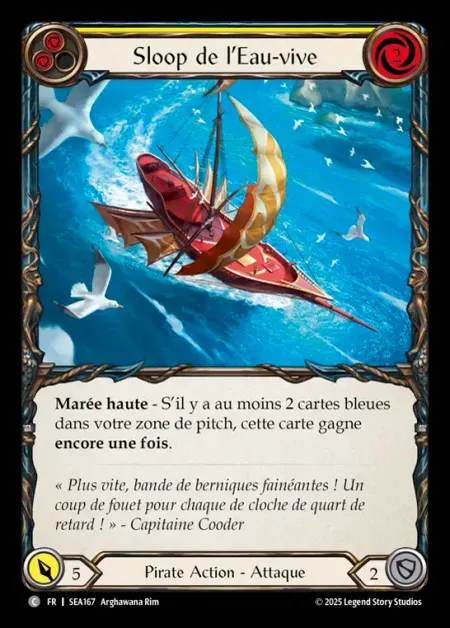 Sloop de l'Eau-vive
2
Marée haute - S'il y a au moins 2 cartes bleues
dans votre zone de pitch, cette carte gagne
encore une fois.
« Plus vite, bande de berniques fainéantes ! Un
coup de fouet pour chaque cloche de quart de
retard ! » - Capitaine Cooder
5
Pirate Action - Attaque
2
C FR | SEA167 Arghawana Rim
© 2025 Legend Story Studios